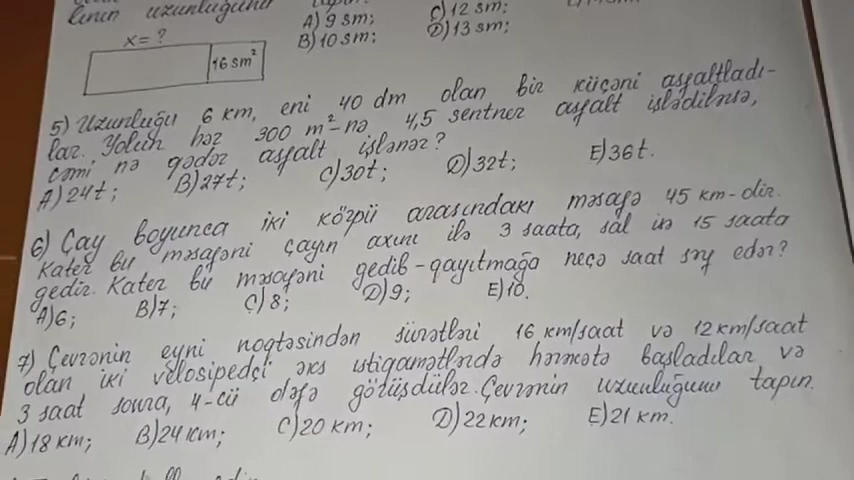 linin uzunluğunu
A) 9 sm; C) 12 sm;
B) 10 sm; D) 13 sm;
x = ?
16 sm²
5) Uzunluğu 6 km, eni 40 dm olan bir küçəni asfaltladı-
lar. Yolun hər 300 m²-nə 4,5 sentner asfalt işlədilərsə,
cəmi nə qədər asfalt işlənər?
A) 24t; B) 27t; C) 30t; D) 32t; E) 36t.
6) Çay boyunca iki körpü arasındakı məsafə 45 km-dir.
Kater bu məsafəni çayın axını ilə 3 saata, sal isə 15 saata
gedir. Kater bu məsafəni gedib-qayıtmağa neçə saat sərf edər?
A) 6; B) 7; C) 8; D) 9; E) 10.
7) Çevrənin eyni nöqtəsindən sürətləri 16 km/saat və 12 km/saat
olan iki velosipedçi əks istiqamətlərdə hərəkətə başladılar və
3 saat sonra, 4-cü dəfə görüşdülər. Çevrənin uzunluğunu tapın.
A) 18 km; B) 24 km; C) 20 km; D) 22 km; E) 21 km.